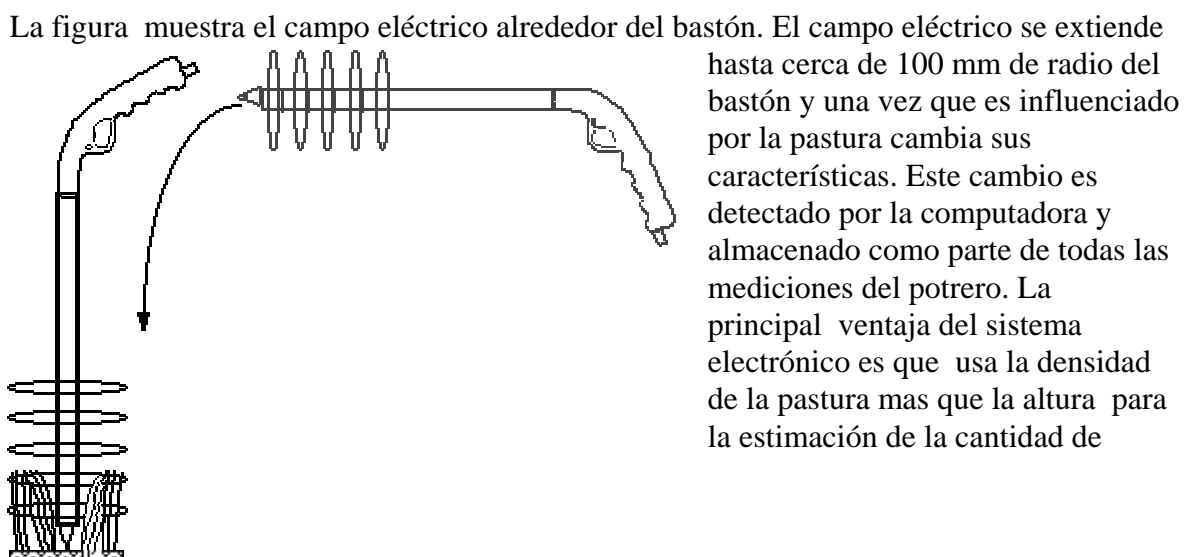 La figura  muestra el campo eléctrico alrededor del bastón. El campo eléctrico se extiende
hasta cerca de 100 mm de radio del
bastón y una vez que es influenciado
por la pastura cambia sus
características. Este cambio es
detectado por la computadora y
almacenado como parte de todas las
mediciones del potrero. La
principal  ventaja del sistema
electrónico es que  usa la densidad
de la pastura mas que la altura  para
la estimación de la cantidad de